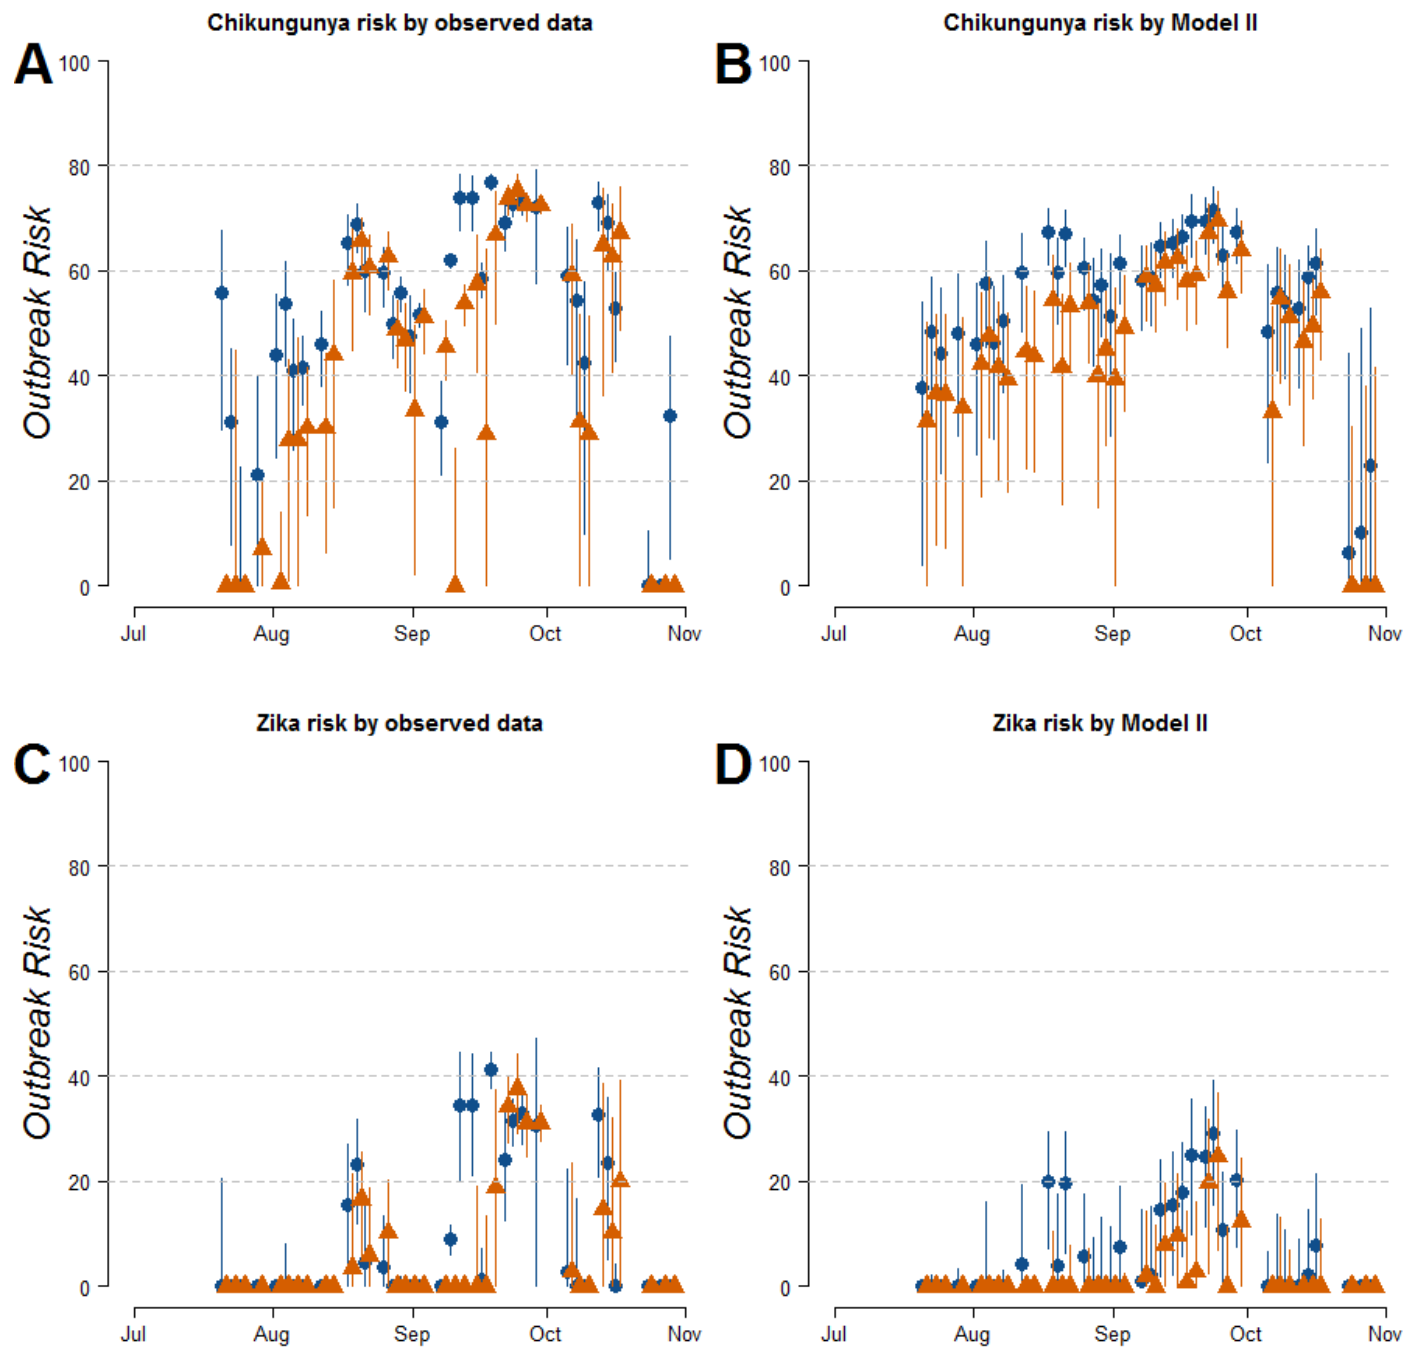 Chikungunya risk by observed data
A
Outbreak Risk
100
80
60
40
20
0
Jul Aug Sep Oct Nov
Chikungunya risk by Model II
B
Outbreak Risk
100
80
60
40
20
0
Jul Aug Sep Oct Nov
Zika risk by observed data
C
Outbreak Risk
100
80
60
40
20
0
Jul Aug Sep Oct Nov
Zika risk by Model II
D
Outbreak Risk
100
80
60
40
20
0
Jul Aug Sep Oct Nov